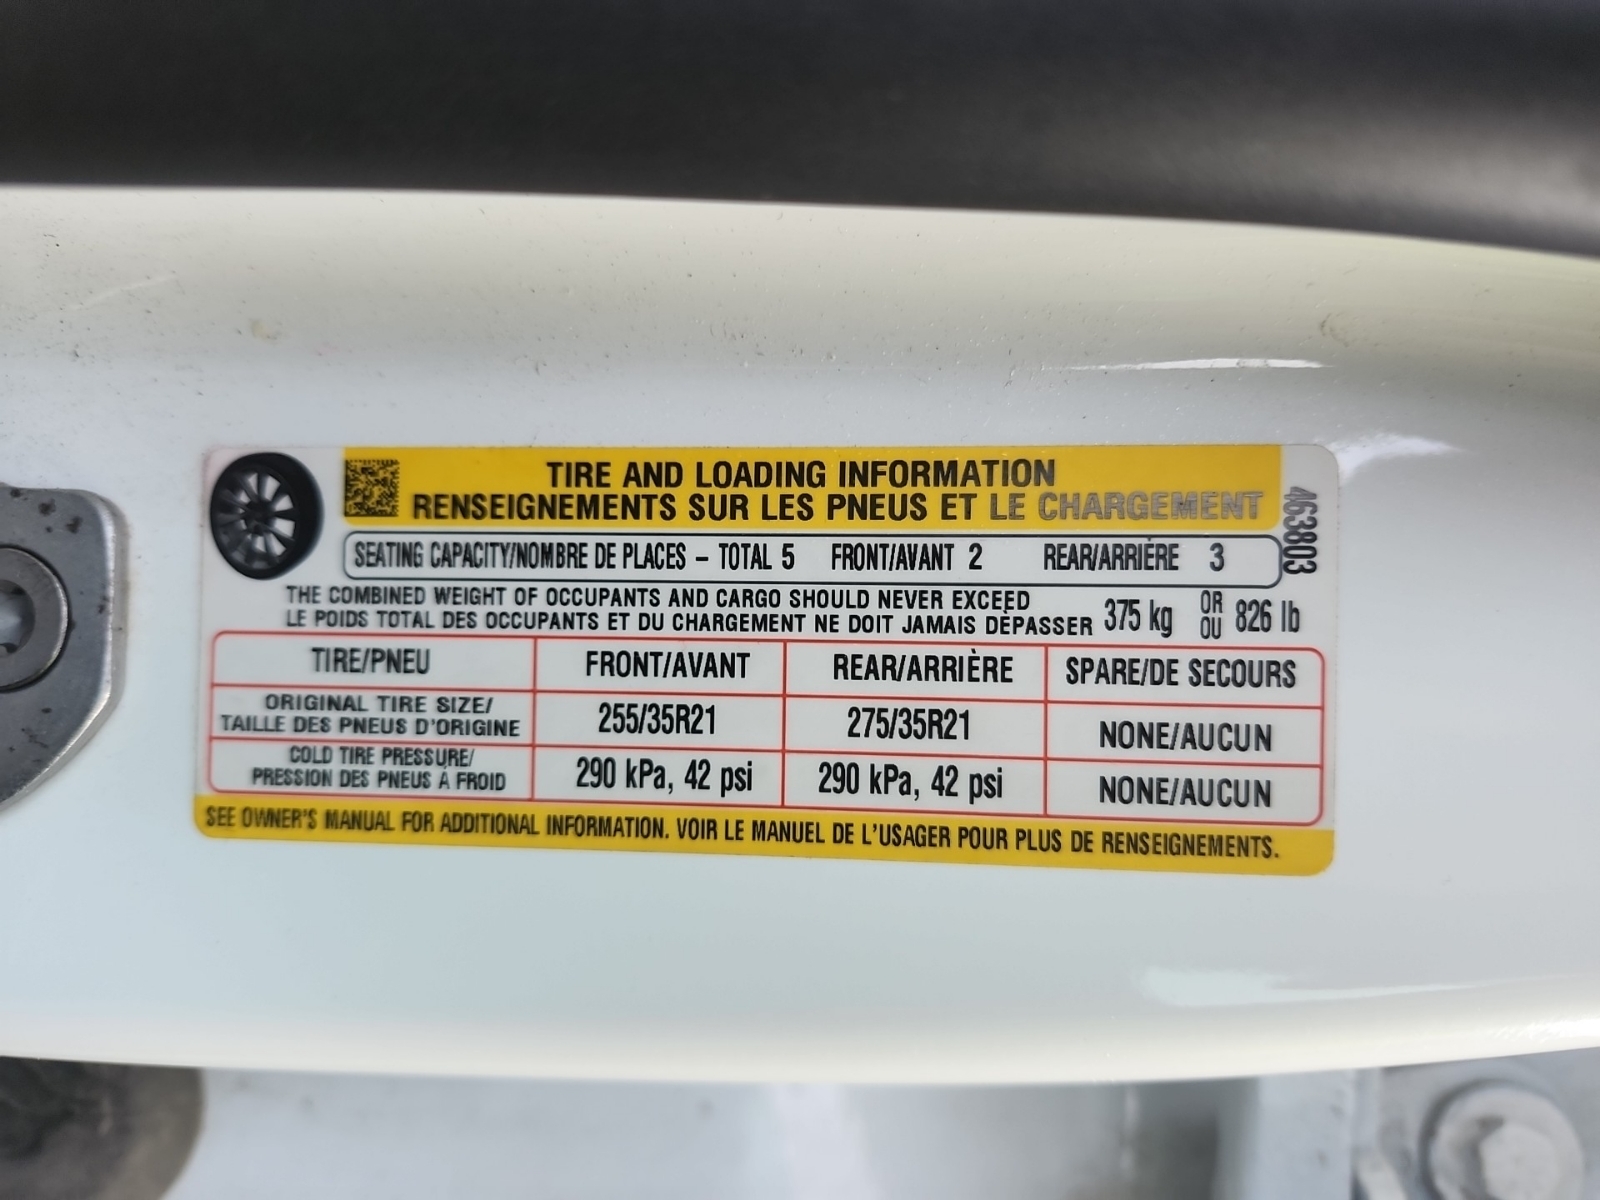 TIRE AND LOADING INFORMATION
RENSEIGNEMENTS SUR LES PNEUS ET LE CHARGEMENT
463803
SEATING CAPACITY/NOMBRE DE PLACES – TOTAL 5 FRONT/AVANT 2 REAR/ARRIÈRE 3
THE COMBINED WEIGHT OF OCCUPANTS AND CARGO SHOULD NEVER EXCEED
LE POIDS TOTAL DES OCCUPANTS ET DU CHARGEMENT NE DOIT JAMAIS DÈPASSER
375 kg OR OU 826 lb
TIRE/PNEU FRONT/AVANT REAR/ARRIÈRE SPARE/DE SECOURS
ORIGINAL TIRE SIZE/
TAILLE DES PNEUS D'ORIGINE
255/35R21 275/35R21 NONE/AUCUN
COLD TIRE PRESSURE/
PRESSION DES PNEUS À FROID
290 kPa, 42 psi 290 kPa, 42 psi NONE/AUCUN
SEE OWNER'S MANUAL FOR ADDITIONAL INFORMATION. VOIR LE MANUEL DE L'USAGER POUR PLUS DE RENSEIGNEMENTS.